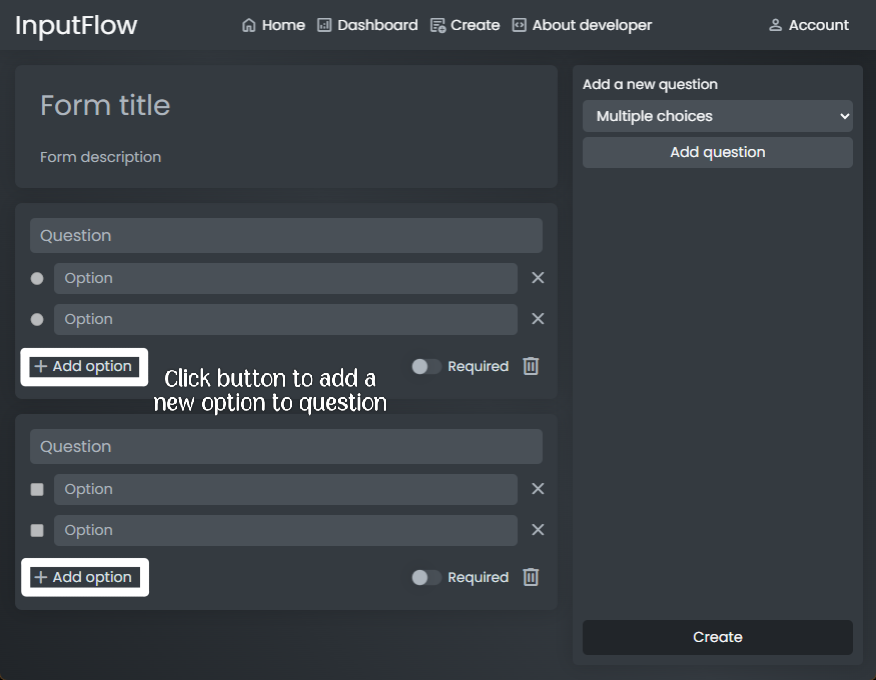 InputFlow
Home Dashboard Create About developer
Account
Form title
Form description
Question
Option
Option
+ Add option
Required
Click button to add a
new option to question
Question
Option
Option
+ Add option
Required
Add a new question
Multiple choices
Add question
Create